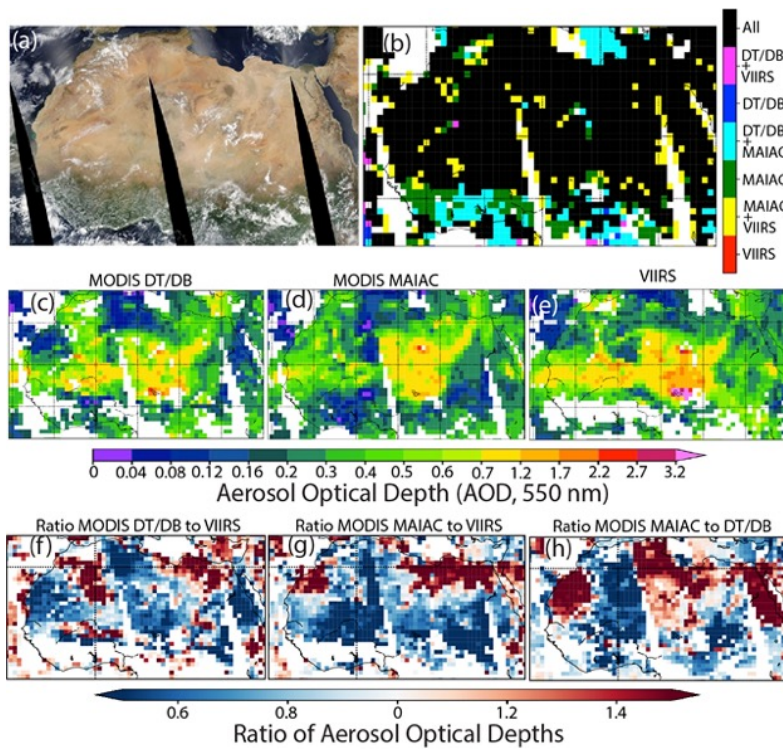 (a)
(b)
All
DT/DB
+
VIIRS
DT/DB
DT/DB
+
MAIAC
MAIAC
MAIAC
+
VIIRS
VIIRS
MODIS DT/DB
MODIS MAIAC
VIIRS
(c)
(d)
(e)
0 0.04 0.08 0.12 0.16 0.2 0.3 0.4 0.5 0.6 0.7 1.2 1.7 2.2 2.7 3.2
Aerosol Optical Depth (AOD, 550 nm)
Ratio MODIS DT/DB to VIIRS
Ratio MODIS MAIAC to VIIRS
Ratio MODIS MAIAC to DT/DB
(f)
(g)
(h)
0.6 0.8 0 1.2 1.4
Ratio of Aerosol Optical Depths